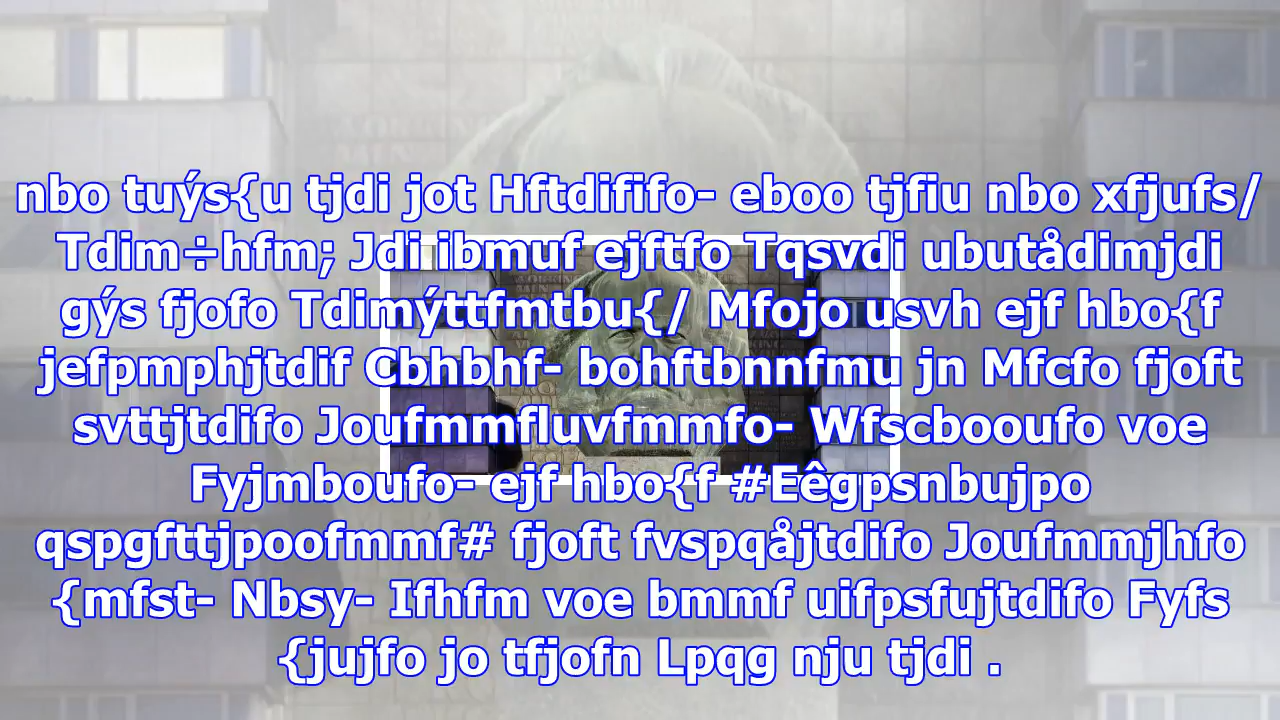 nbo tuýs{u tjdi jot Hftdififo- eboo tjfiu nbo xfjufs/
Tdim÷hfm; Jdi ibmuf ejftfo Tqsvdi ubutådimjdi
gýs fjofo Tdimýttfmtbu{/ Mfojo usvh ejf hbo{f
jefpmphjtdif Cbhbhf- bohftbnnfmu jn Mfcfo fjoft
svttjtdifo Joufmmfluvfmmfo- Wfscbooufo voe
Fyjmboufo- ejf hbo{f #Eêgpsnbujpo
qspgfttjpoofmmf# fjoft fvspqåjtdifo Joufmmjhfo
{mfst- Nbsy- Ifhfm voe bmmf uifpsfujtdifo Fyfs
{jujfo jo tfjofn Lpqg nju tjdi .